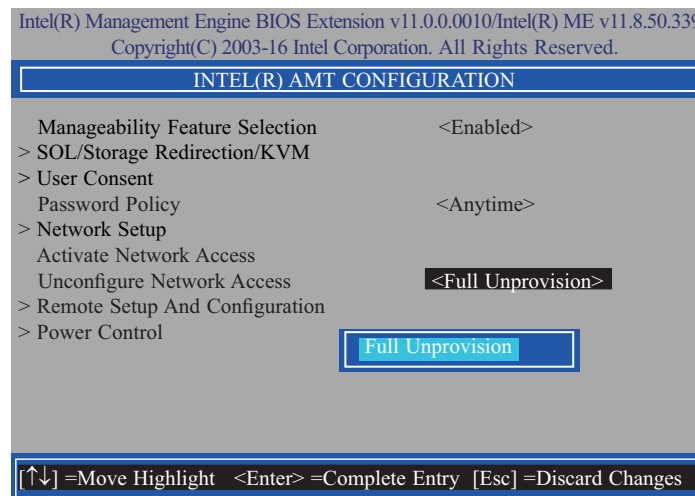 Intel(R) Management Engine BIOS Extension v11.0.0.0010/Intel(R) ME v11.8.50.339
Copyright(C) 2003-16 Intel Corporation. All Rights Reserved.
INTEL(R) AMT CONFIGURATION
Manageability Feature Selection <Enabled>
> SOL/Storage Redirection/KVM
> User Consent
Password Policy <Anytime>
> Network Setup
Activate Network Access
Unconfigure Network Access <Full Unprovision>
> Remote Setup And Configuration
> Power Control
Full Unprovision
[↑↓] =Move Highlight <Enter> =Complete Entry [Esc] =Discard Changes